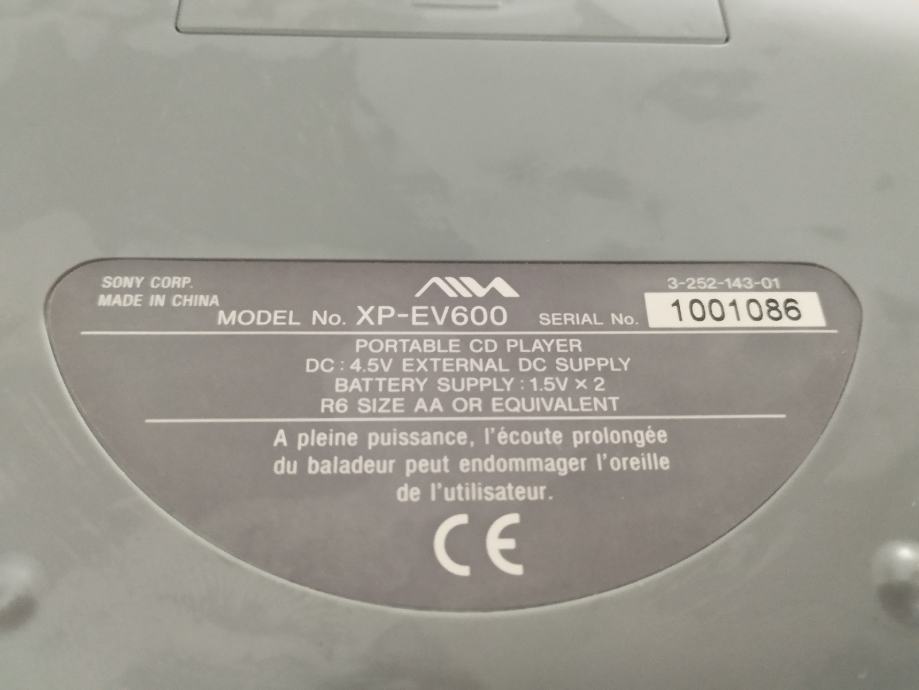 SONY CORP.
MADE IN CHINA
AIWA
3-252-143-01
MODEL No. XP-EV600 SERIAL No. 1001086
PORTABLE CD PLAYER
DC : 4.5V EXTERNAL DC SUPPLY
BATTERY SUPPLY : 1.5V × 2
R6 SIZE AA OR EQUIVALENT
A pleine puissance, l'écoute prolongée
du baladeur peut endommager l'oreille
de l'utilisateur.
CE